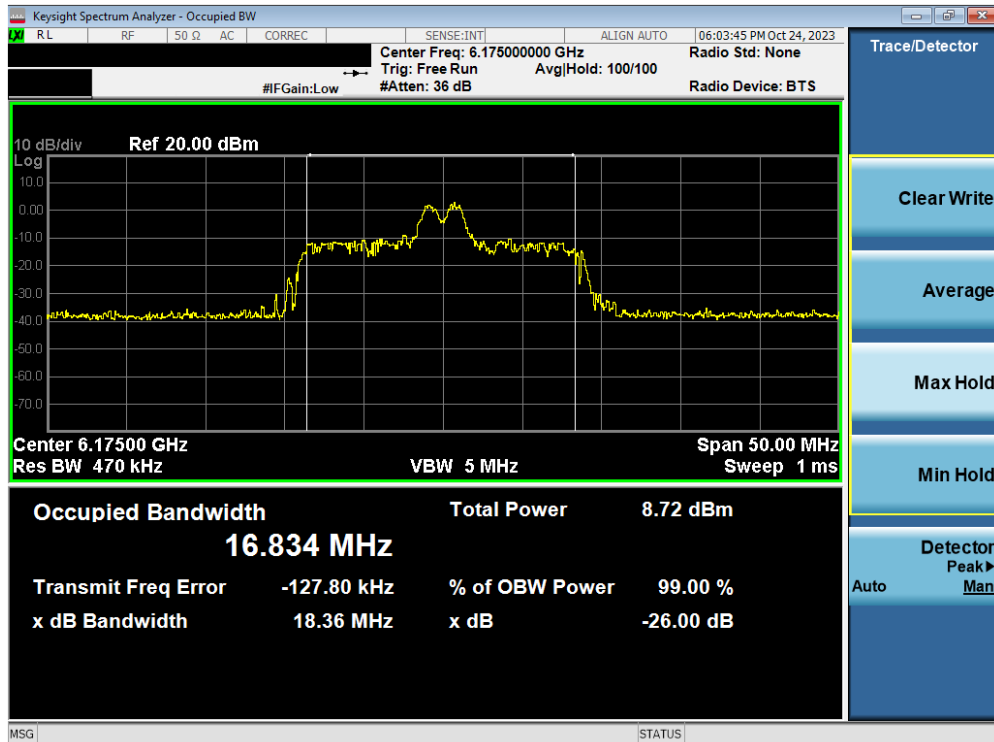 Keysight Spectrum Analyzer - Occupied BW
LXI RL RF 50 Ω AC CORREC SENSE:INT ALIGN AUTO 06:03:45 PM Oct 24, 2023
Center Freq: 6.175000000 GHz Radio Std: None
Trig: Free Run Avg|Hold: 100/100
#IFGain:Low #Atten: 36 dB Radio Device: BTS
10 dB/div Ref 20.00 dBm
Log
10.0
0.00
-10.0
-20.0
-30.0
-40.0
-50.0
-60.0
-70.0
Center 6.17500 GHz Span 50.00 MHz
Res BW 470 kHz VBW 5 MHz Sweep 1 ms
Occupied Bandwidth Total Power 8.72 dBm
16.834 MHz
Transmit Freq Error -127.80 kHz % of OBW Power 99.00 %
x dB Bandwidth 18.36 MHz x dB -26.00 dB
Trace/Detector
Clear Write
Average
Max Hold
Min Hold
Detector
Peak▶
Auto Man
MSG STATUS